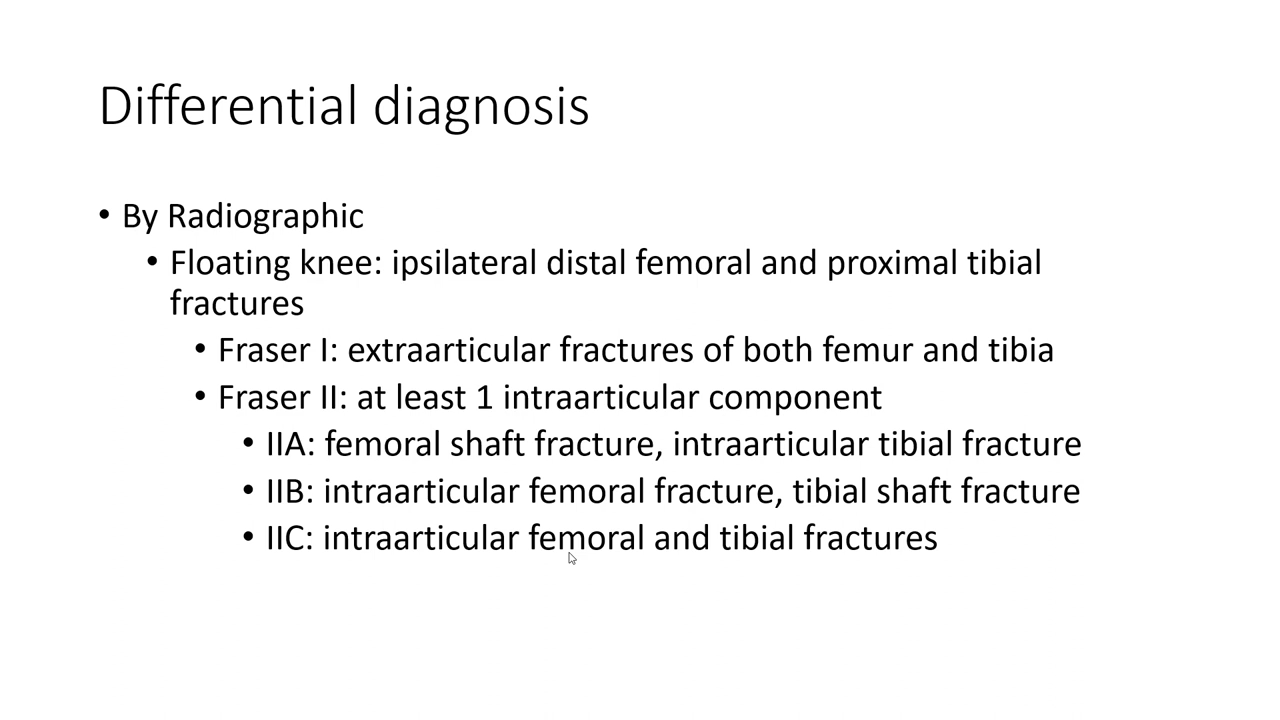 Differential diagnosis
• By Radiographic
• Floating knee: ipsilateral distal femoral and proximal tibial
fractures
• Fraser I: extraarticular fractures of both femur and tibia
• Fraser II: at least 1 intraarticular component
• IIA: femoral shaft fracture, intraarticular tibial fracture
• IIB: intraarticular femoral fracture, tibial shaft fracture
• IIC: intraarticular femoral and tibial fractures